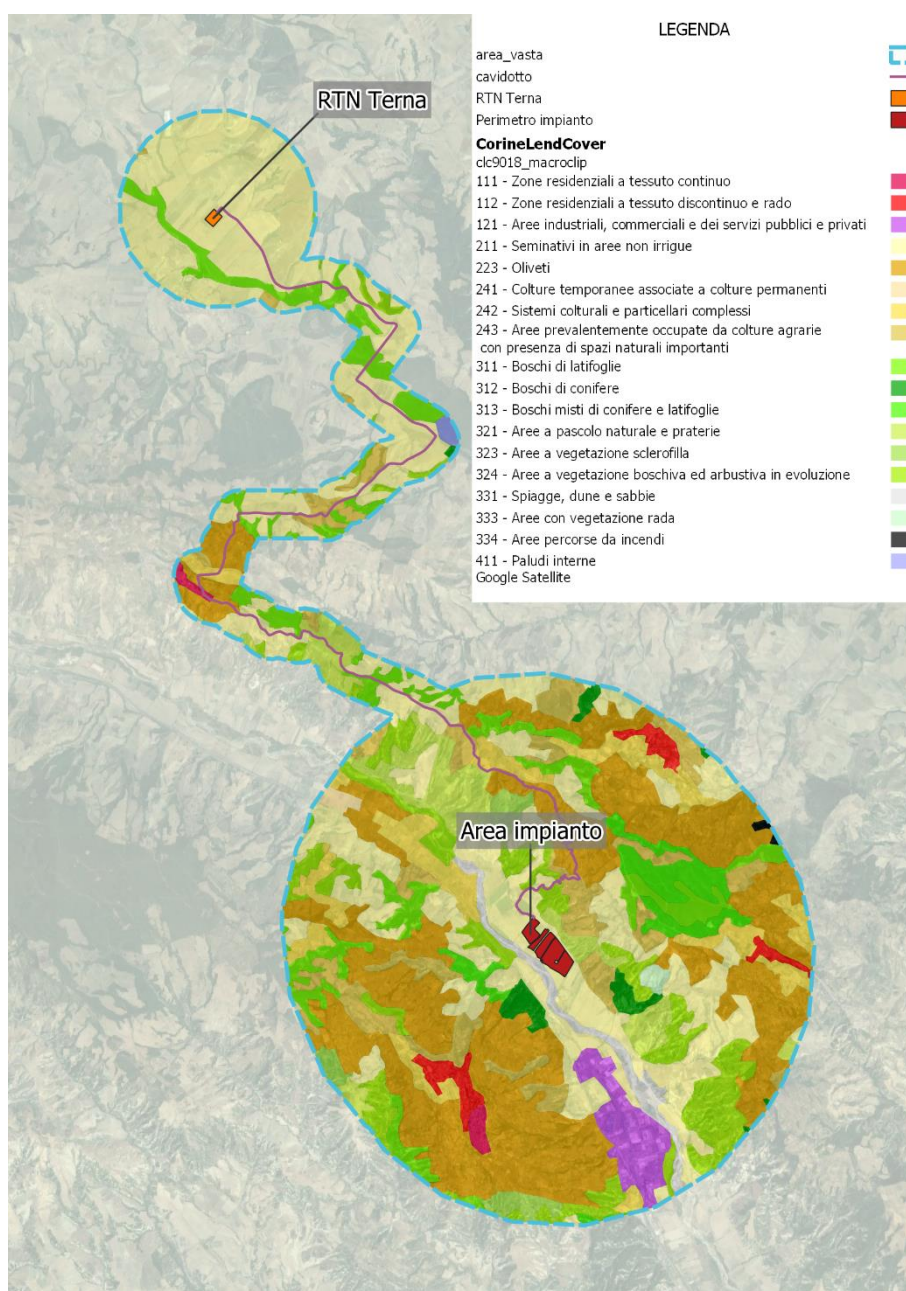 LEGENDA
area_vasta
cavidotto
RTN Terna
Perimetro impianto
CorineLendCover
clc9018_macroclip
111 - Zone residenziali a tessuto continuo
112 - Zone residenziali a tessuto discontinuo e rado
121 - Aree industriali, commerciali e dei servizi pubblici e privati
211 - Seminativi in aree non irrigue
223 - Oliveti
241 - Colture temporanee associate a colture permanenti
242 - Sistemi colturali e particellari complessi
243 - Aree prevalentemente occupate da colture agrarie
con presenza di spazi naturali importanti
311 - Boschi di latifoglie
312 - Boschi di conifere
313 - Boschi misti di conifere e latifoglie
321 - Aree a pascolo naturale e praterie
323 - Aree a vegetazione sclerofilla
324 - Aree a vegetazione boschiva ed arbustiva in evoluzione
331 - Spiagge, dune e sabbie
333 - Aree con vegetazione rada
334 - Aree percorse da incendi
411 - Paludi interne
Google Satellite
RTN Terna
Area impianto